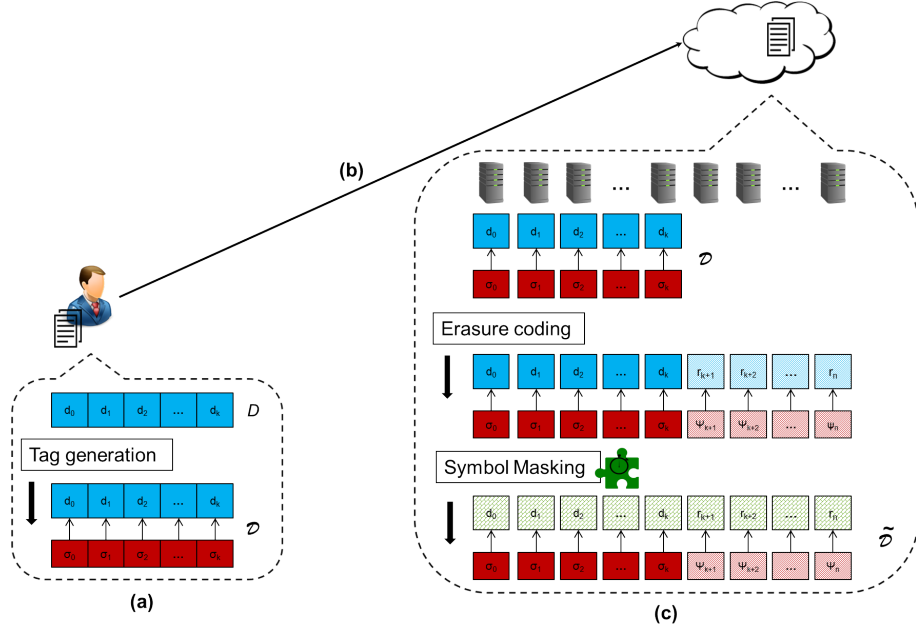 (b)
d0 d1 d2 ... dk D
Tag generation
d0 d1 d2 ... dk
𝒟
σ0 σ1 σ2 ... σk
(a)
...
...
d0 d1 d2 ... dk
𝒟
σ0 σ1 σ2 ... σk
Erasure coding
d0 d1 d2 ... dk rk+1 rk+2 ... rn
σ0 σ1 σ2 ... σk Ψk+1 Ψk+2 ... Ψn
Symbol Masking
d0 d1 d2 ... dk rk+1 rk+2 ... rn
𝒟̃
σn σ1 σ2 ... σk Ψk+1 Ψk+2 ... Ψn
(c)